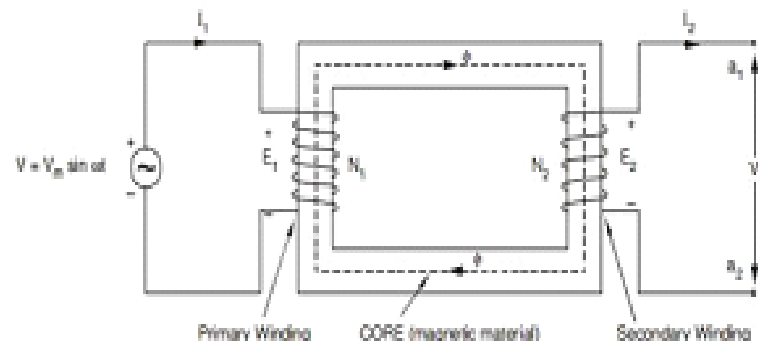 I₁
I₂
ϕ
a₁
+
+
+
V = Vₘ sin ωt
E₁
N₁
N₂
E₂
V
−
−
−
ϕ
a₂
Primary Winding
CORE (magnetic material)
Secondary Winding